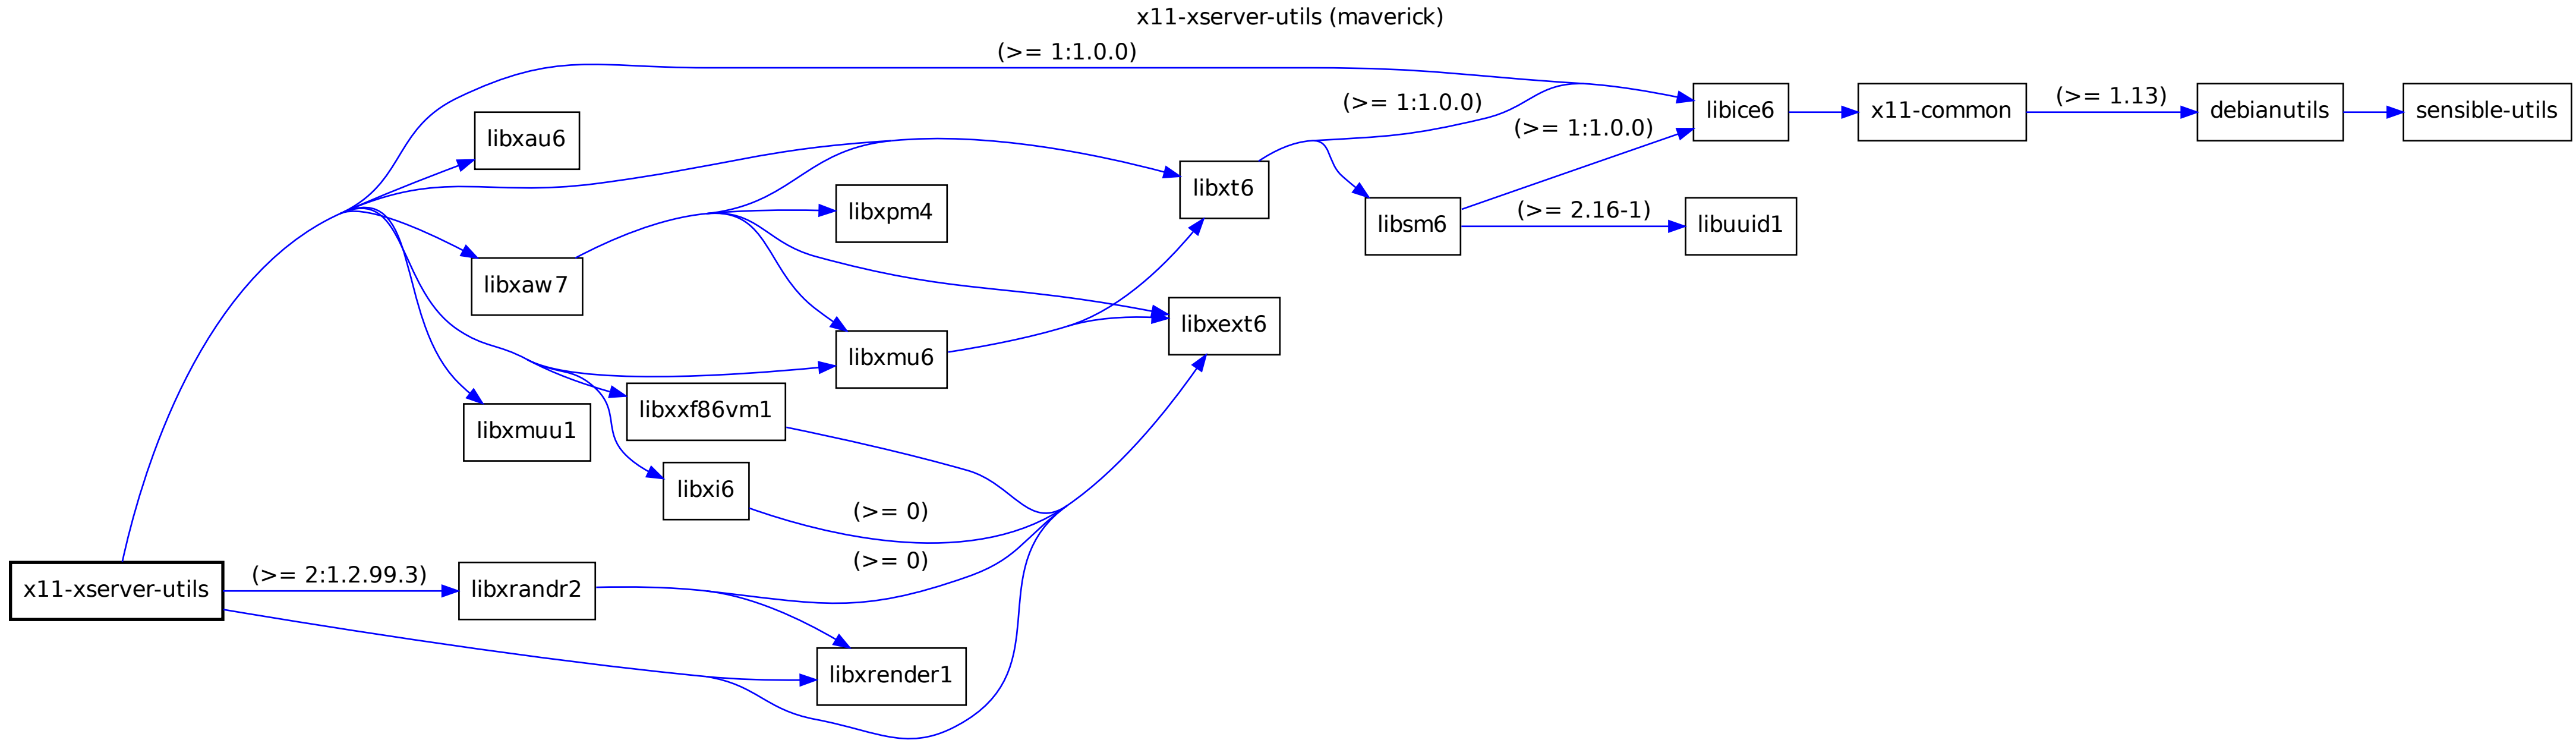 x11-xserver-utils (maverick)
(>= 1:1.0.0)
libxau6
(>= 1:1.0.0)
libice6
x11-common
(>= 1.13)
debianutils
sensible-utils
(>= 1:1.0.0)
libxt6
libxpm4
libsm6
(>= 2.16-1)
libuuid1
libxaw7
libxext6
libxmu6
libxxf86vm1
libxmuu1
libxi6
(>= 0)
(>= 0)
x11-xserver-utils
(>= 2:1.2.99.3)
libxrandr2
libxrender1